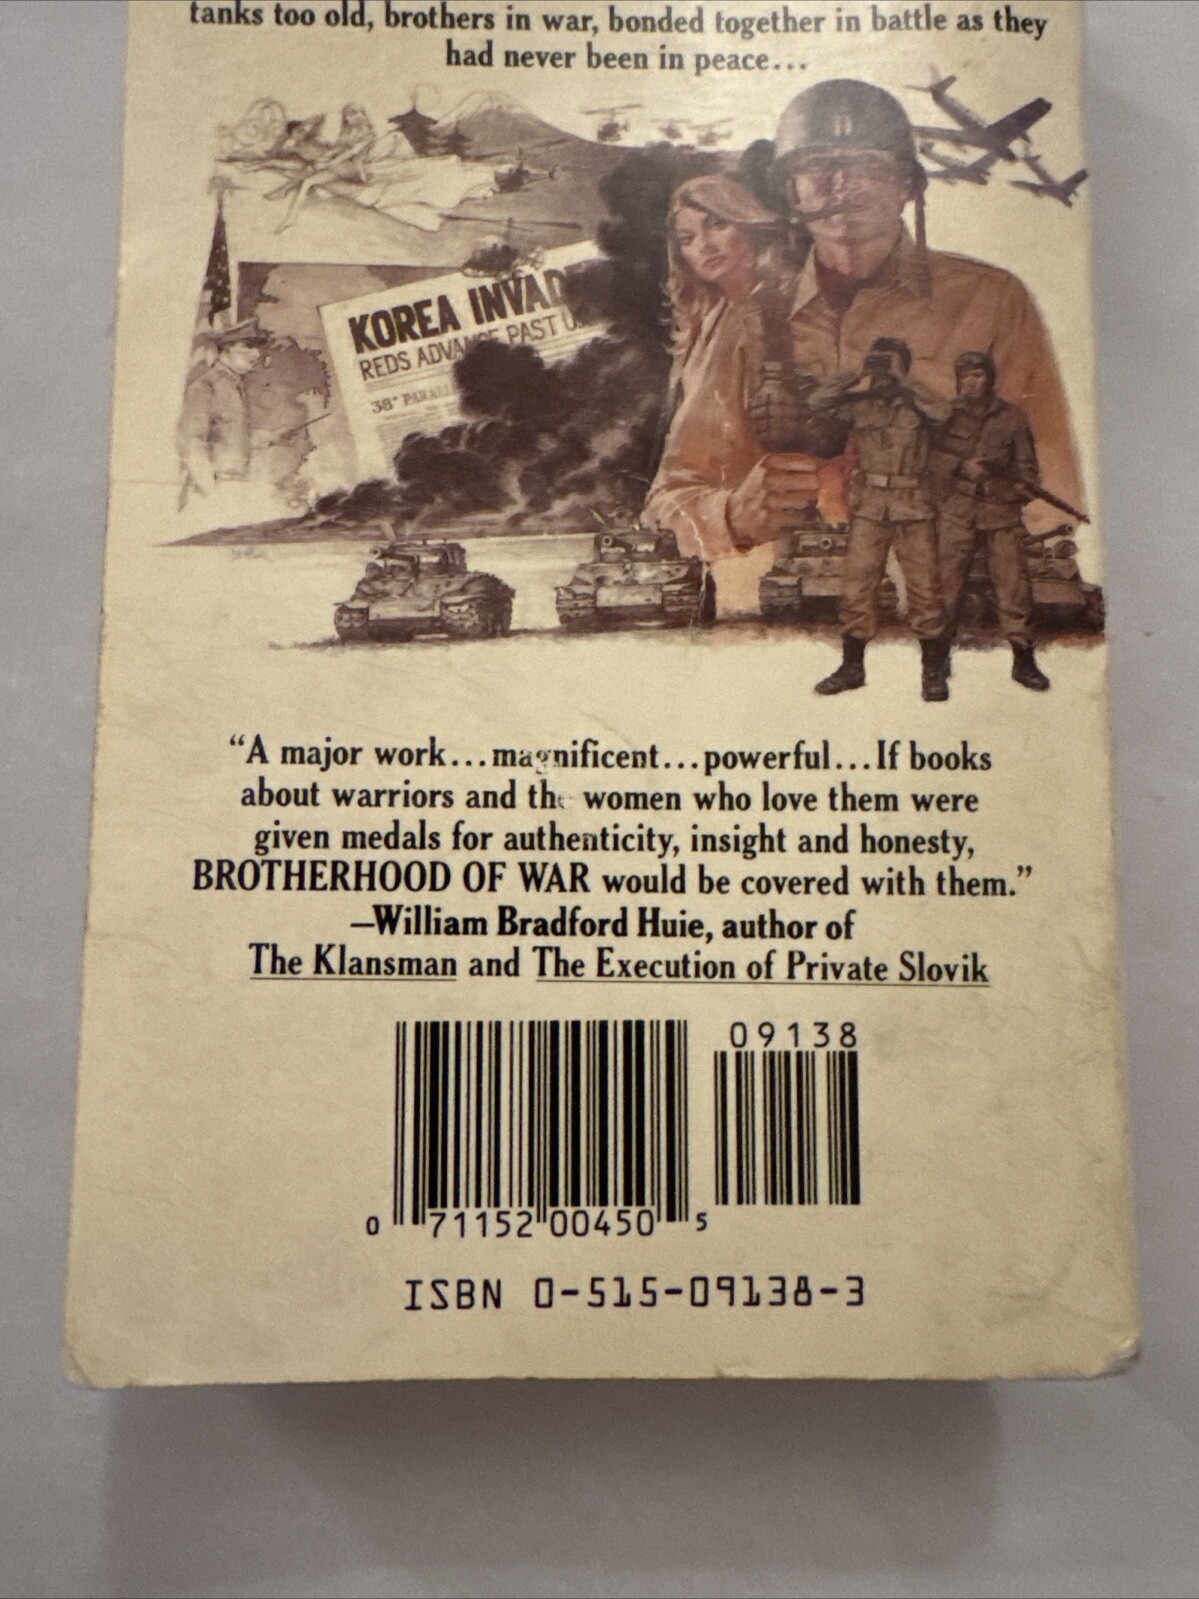 tanks too old, brothers in war, bonded together in battle as they
had never been in peace...
KOREA INVAD
REDS ADVANCE PAST
38° PARAL
"A major work...magnificent...powerful...If books
about warriors and the women who love them were
given medals for authenticity, insight and honesty,
BROTHERHOOD OF WAR would be covered with them."
—William Bradford Huie, author of
The Klansman and The Execution of Private Slovik
09138
0 71152 00450 5
ISBN 0-515-09138-3